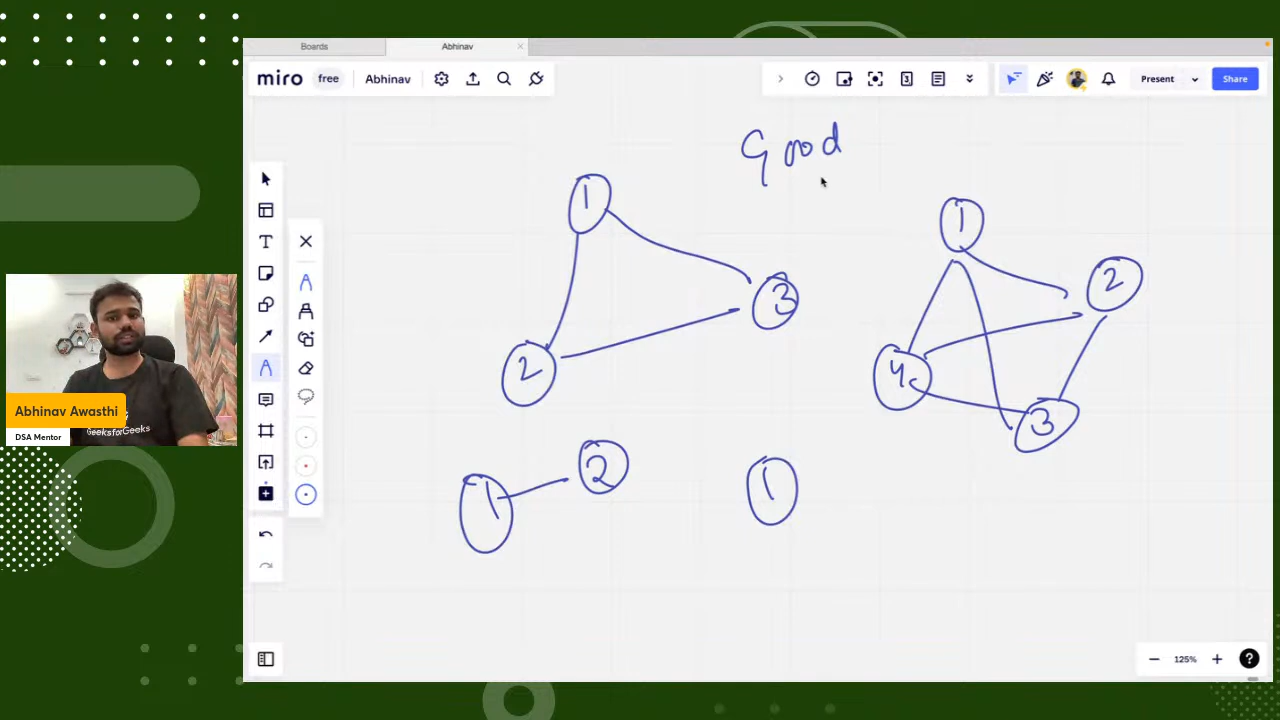 Boards
Abhinav
miro
free
Abhinav
3
Present
Share
Good
1
3
2
1
2
4
3
1
2
1
Abhinav Awasthi
DSA Mentor
GeeksforGeeks
125%
?